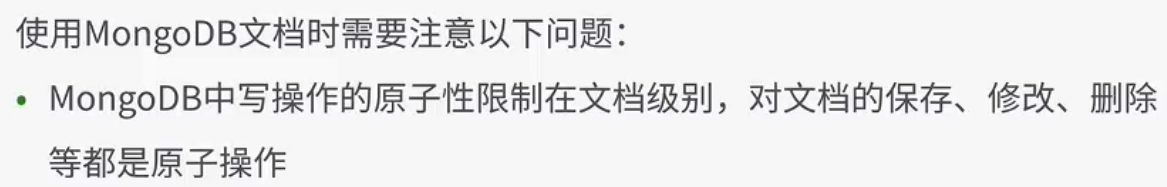 使用MongoDB文档时需要注意以下问题：
• MongoDB中写操作的原子性限制在文档级别，对文档的保存、修改、删除
等都是原子操作